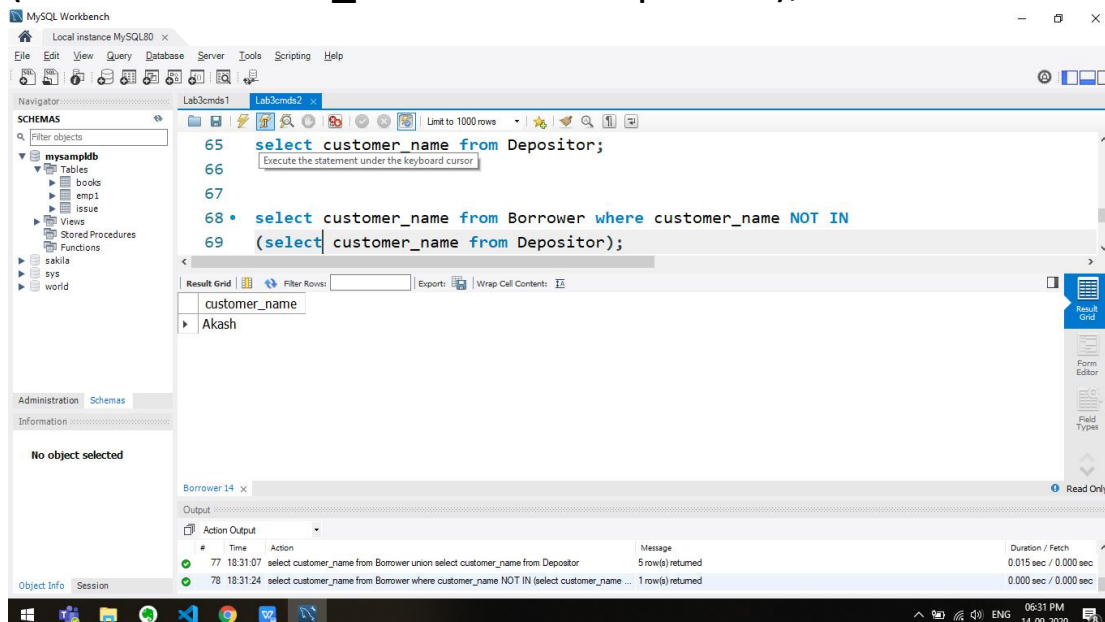 MySQL Workbench
Local instance MySQL80 ×
File Edit View Query Database Server Tools Scripting Help
Navigator
Lab3cmds1 Lab3cmds2 ×
SCHEMAS
Filter objects
Limit to 1000 rows
mysampldb
Tables
books
emp1
issue
Views
Stored Procedures
Functions
sakila
sys
world
65 select customer_name from Depositor;
Execute the statement under the keyboard cursor
66
67
68 select customer_name from Borrower where customer_name NOT IN
69 (select customer_name from Depositor);
Result Grid Filter Rows: Export: Wrap Cell Content:
customer_name
Akash
Result Grid
Form Editor
Field Types
Administration Schemas
Information
No object selected
Borrower 14 ×
Read Only
Output
Action Output
# Time Action Message Duration / Fetch
77 18:31:07 select customer_name from Borrower union select customer_name from Depositor 5 row(s) returned 0.015 sec / 0.000 sec
78 18:31:24 select customer_name from Borrower where customer_name NOT IN (select customer_name ... 1 row(s) returned 0.000 sec / 0.000 sec
Object Info Session
ENG
06:31 PM
14-09-2020